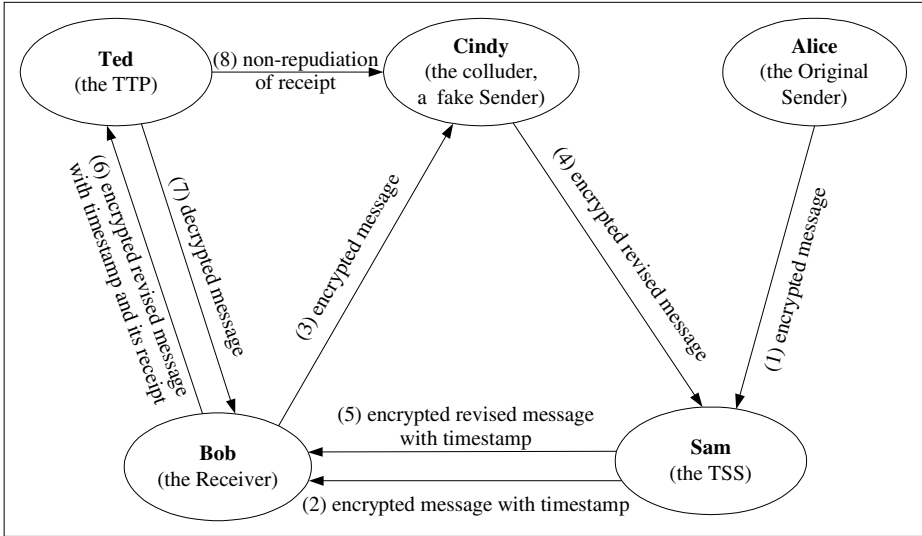 Ted
(the TTP)
(8) non-repudiation
of receipt
Cindy
(the colluder,
a fake Sender)
Alice
(the Original
Sender)
(6) encrypted revised message
with timestamp and its receipt
(7) decrypted message
(3) encrypted message
(4) encrypted revised message
(1) encrypted message
(5) encrypted revised message
with timestamp
Bob
(the Receiver)
Sam
(the TSS)
(2) encrypted message with timestamp